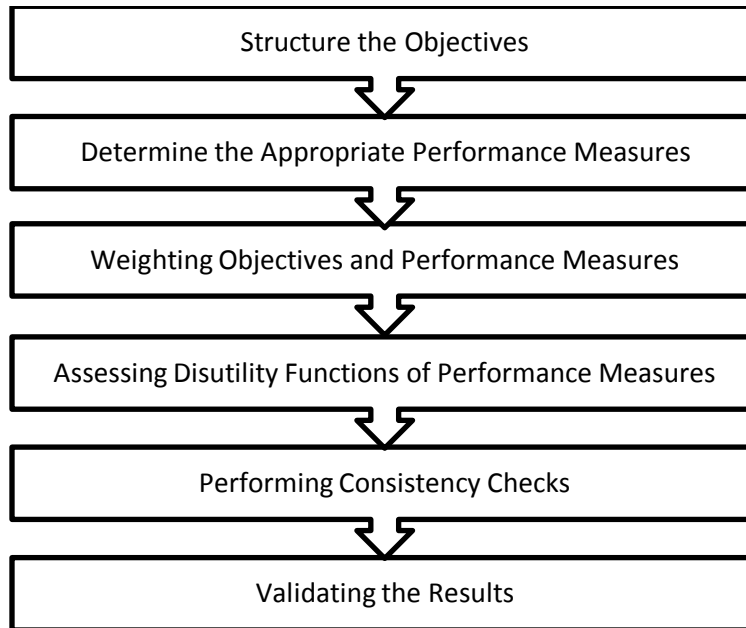 Structure the Objectives
Determine the Appropriate Performance Measures
Weighting Objectives and Performance Measures
Assessing Disutility Functions of Performance Measures
Performing Consistency Checks
Validating the Results